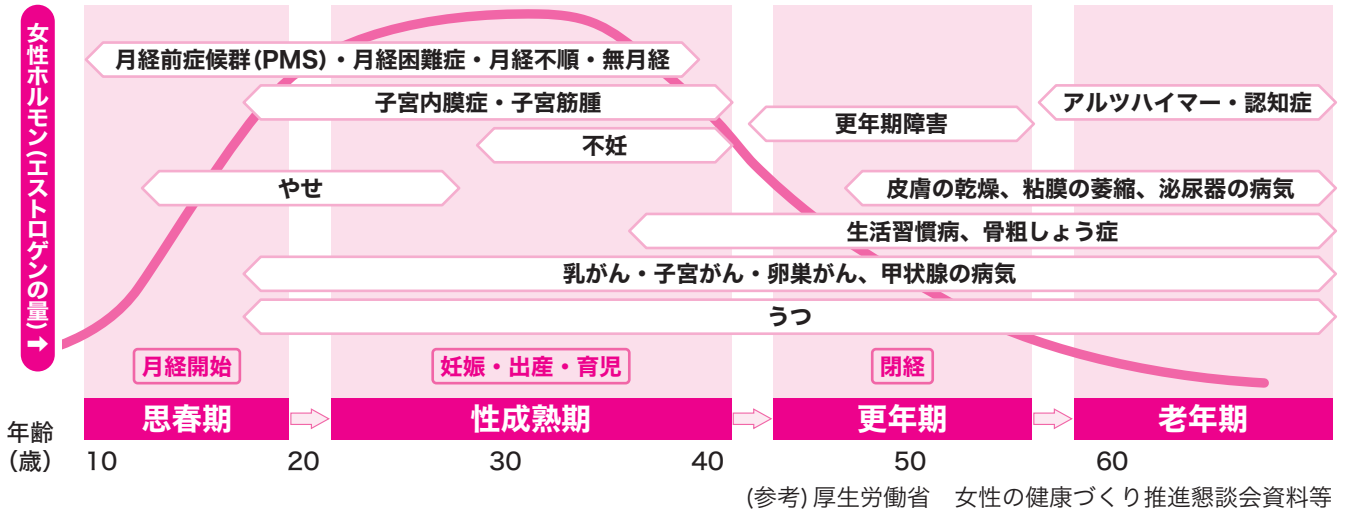 女性ホルモン(エストロゲンの量)➡
月経前症候群(PMS)・月経困難症・月経不順・無月経
子宮内膜症・子宮筋腫
アルツハイマー・認知症
更年期障害
不妊
やせ
皮膚の乾燥、粘膜の萎縮、泌尿器の病気
生活習慣病、骨粗しょう症
乳がん・子宮がん・卵巣がん、甲状腺の病気
うつ
月経開始
妊娠・出産・育児
閉経
思春期
性成熟期
更年期
老年期
年齢
(歳)
10
20
30
40
50
60
(参考)厚生労働省　女性の健康づくり推進懇談会資料等